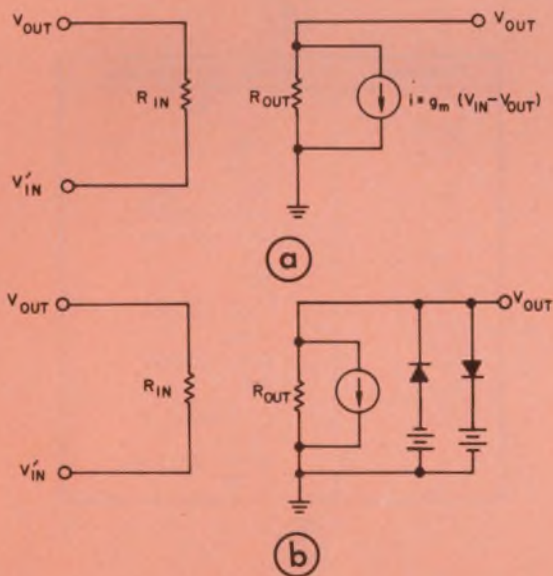 VOUT
VOUT
RIN
ROUT
i = gm (VIN-VOUT)
V'IN
a
VOUT
VOUT
RIN
ROUT
V'IN
b